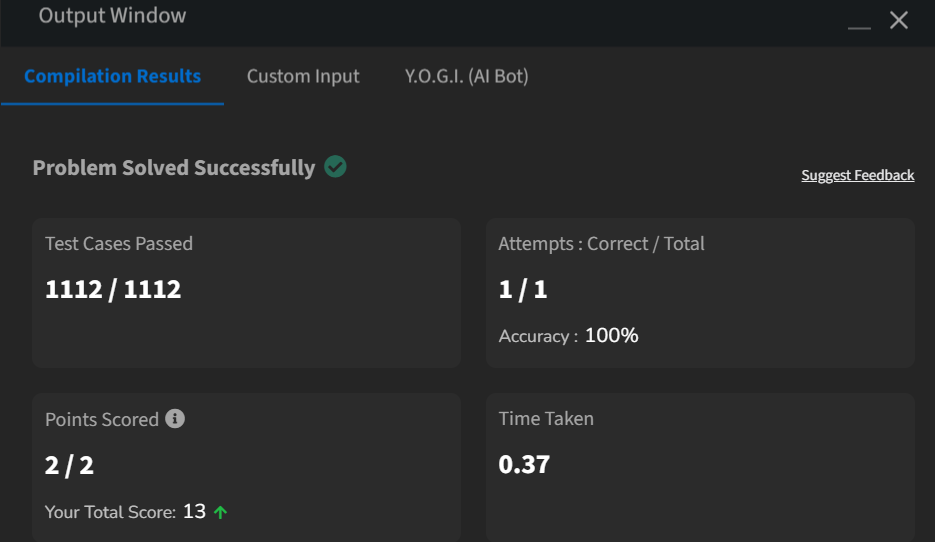 Output Window
Compilation Results Custom Input Y.O.G.I. (AI Bot)
Problem Solved Successfully
Suggest Feedback
Test Cases Passed
1112 / 1112
Attempts : Correct / Total
1 / 1
Accuracy : 100%
Points Scored
2 / 2
Your Total Score: 13
Time Taken
0.37